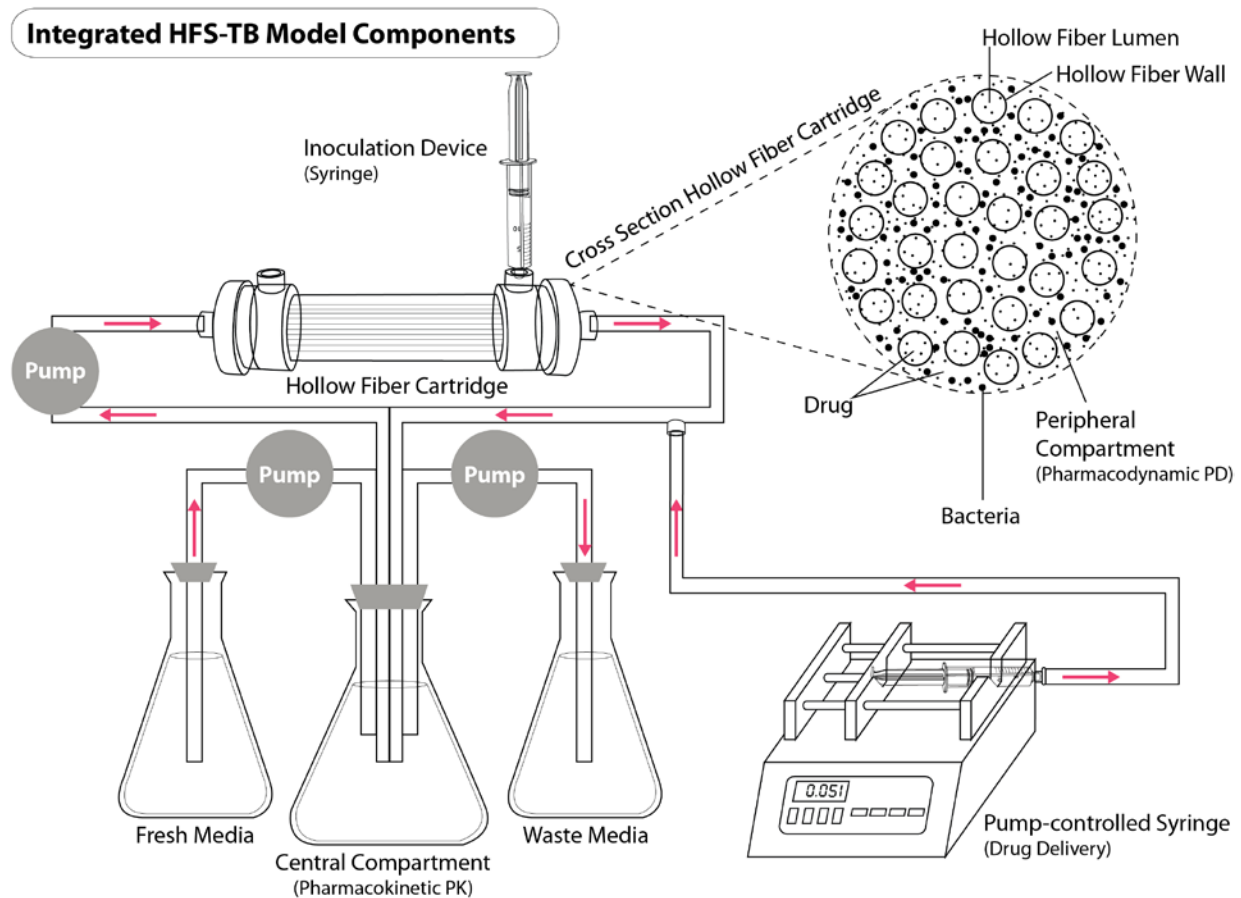 Integrated HFS-TB Model Components
Hollow Fiber Lumen
Hollow Fiber Wall
Cross Section Hollow Fiber Cartridge
Inoculation Device
(Syringe)
Pump
Hollow Fiber Cartridge
Drug
Peripheral
Compartment
(Pharmacodynamic PD)
Bacteria
Pump
Pump
0.051
Fresh Media
Central Compartment
(Pharmacokinetic PK)
Waste Media
Pump-controlled Syringe
(Drug Delivery)